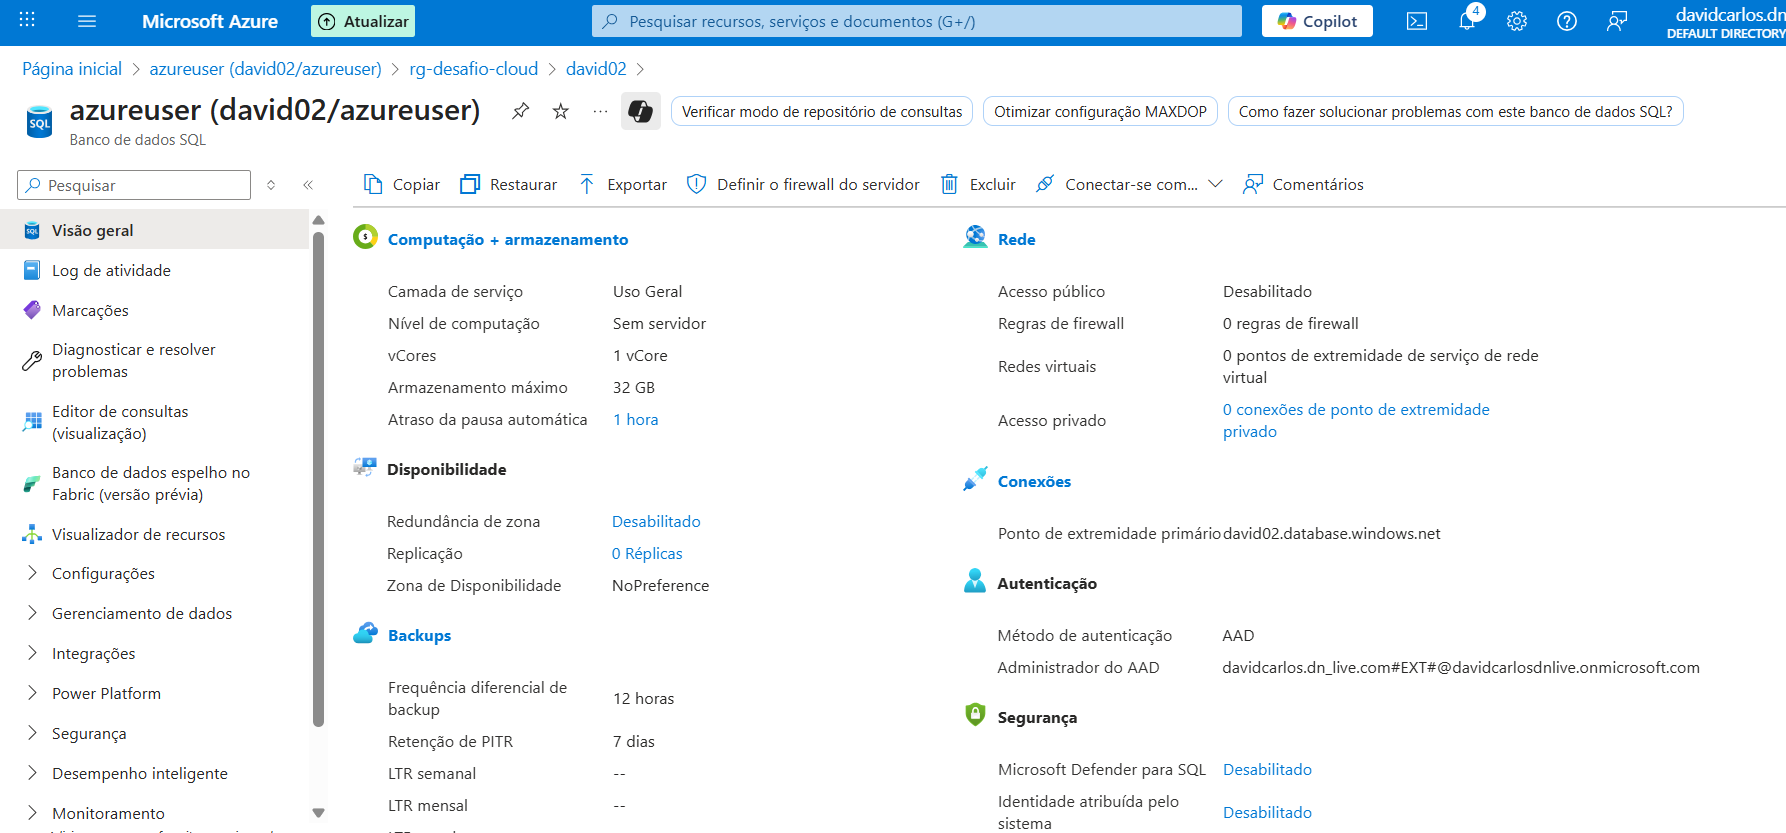 Microsoft Azure
Atualizar
Pesquisar recursos, serviços e documentos (G+/)
Copilot
4
davidcarlos.dn
DEFAULT DIRECTORY
Página inicial > azureuser (david02/azureuser) > rg-desafio-cloud > david02 >
azureuser (david02/azureuser)
Banco de dados SQL
Verificar modo de repositório de consultas
Otimizar configuração MAXDOP
Como fazer solucionar problemas com este banco de dados SQL?
Pesquisar
Copiar
Restaurar
Exportar
Definir o firewall do servidor
Excluir
Conectar-se com...
Comentários
Visão geral
Log de atividade
Marcações
Diagnosticar e resolver
problemas
Editor de consultas
(visualização)
Banco de dados espelho no
Fabric (versão prévia)
Visualizador de recursos
Configurações
Gerenciamento de dados
Integrações
Power Platform
Segurança
Desempenho inteligente
Monitoramento
Computação + armazenamento
Camada de serviço Uso Geral
Nível de computação Sem servidor
vCores 1 vCore
Armazenamento máximo 32 GB
Atraso da pausa automática 1 hora
Disponibilidade
Redundância de zona Desabilitado
Replicação 0 Réplicas
Zona de Disponibilidade NoPreference
Backups
Frequência diferencial de
backup
12 horas
Retenção de PITR 7 dias
LTR semanal --
LTR mensal --
Rede
Acesso público Desabilitado
Regras de firewall 0 regras de firewall
Redes virtuais
0 pontos de extremidade de serviço de rede
virtual
Acesso privado
0 conexões de ponto de extremidade
privado
Conexões
Ponto de extremidade primário david02.database.windows.net
Autenticação
Método de autenticação AAD
Administrador do AAD davidcarlos.dn_live.com#EXT#@davidcarlosdnlive.onmicrosoft.com
Segurança
Microsoft Defender para SQL Desabilitado
Identidade atribuída pelo
sistema
Desabilitado